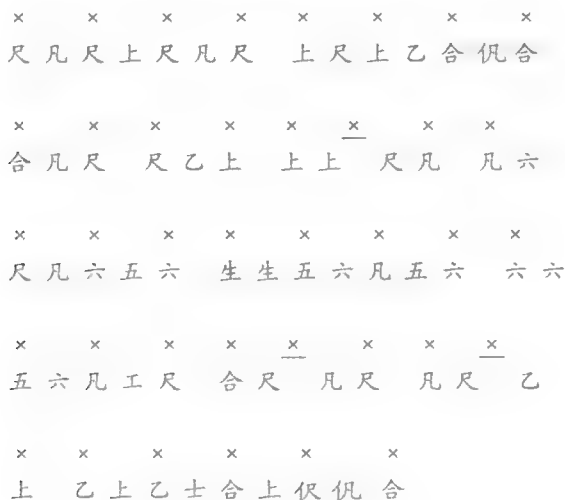 × × × × × × × ×
尺凡尺上尺凡尺 上尺上乙合仉合
× × × × × × × ×
合凡尺 尺乙上 上上 尺凡 凡六
× × × × × × × ×
尺凡六五六 生生五六凡五六 六六
× × × × × × × ×
五六凡工尺 合尺 凡尺 凡尺 乙
× × × × × ×
上 乙上乙士合上伬仉 合